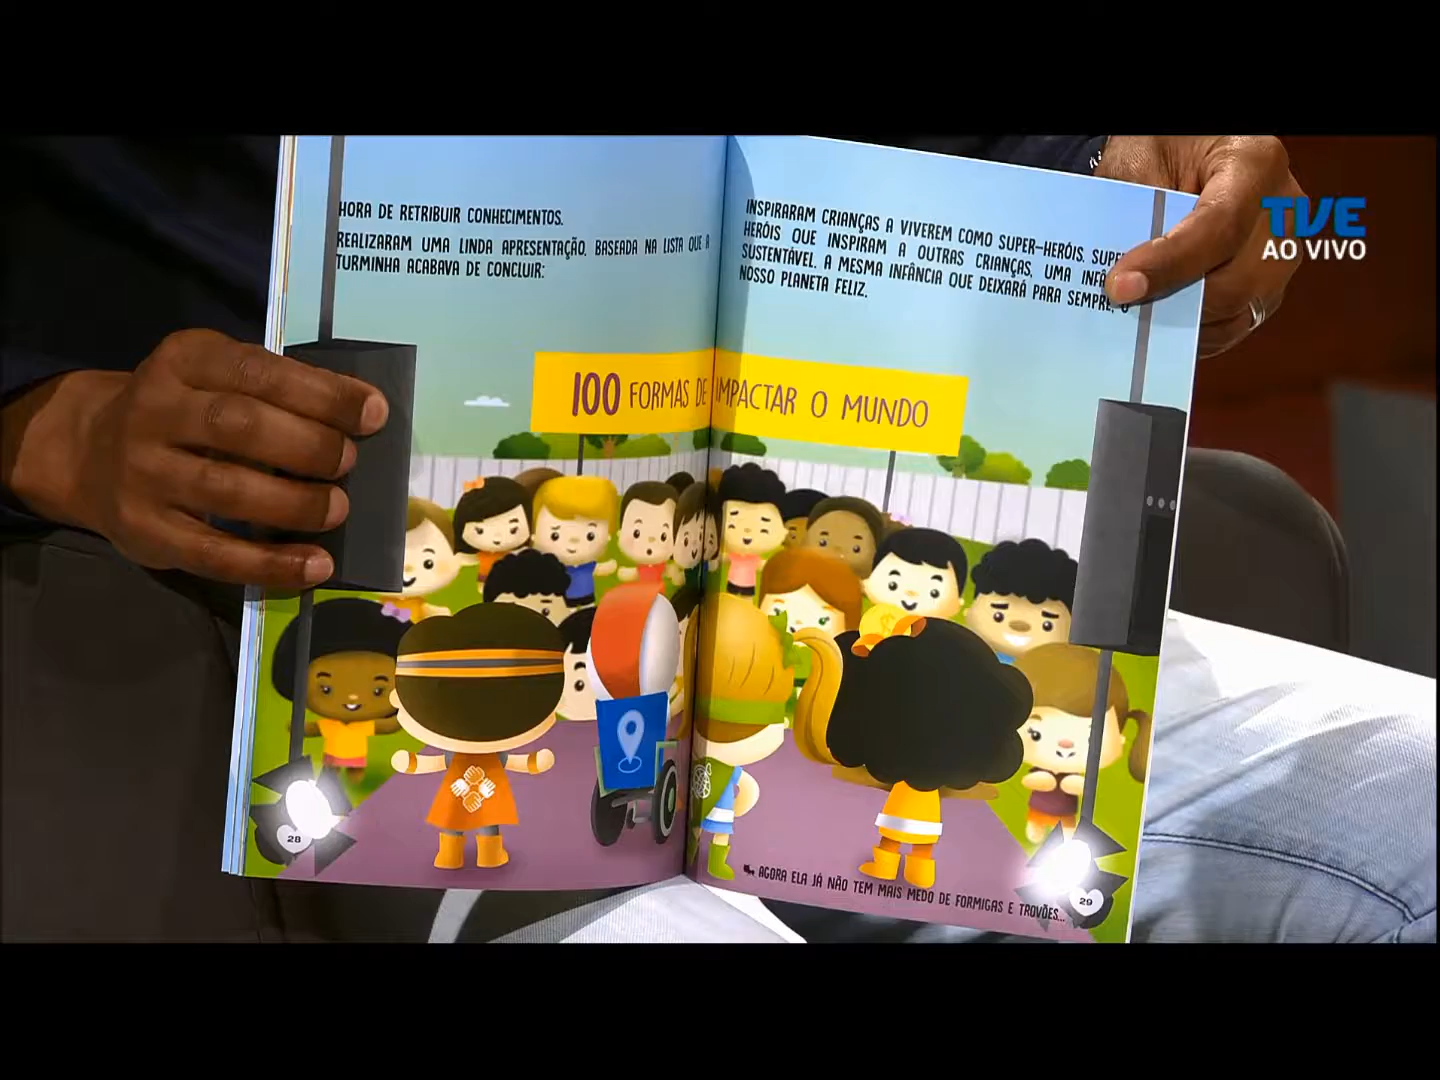 HORA DE RETRIBUIR CONHECIMENTOS.
REALIZARAM UMA LINDA APRESENTAÇÃO, BASEADA NA LISTA QUE A
TURMINHA ACABAVA DE CONCLUIR:
INSPIRARAM CRIANÇAS A VIVEREM COMO SUPER-HERÓIS. SUPER
HERÓIS QUE INSPIRAM A OUTRAS CRIANÇAS. UMA
SUSTENTÁVEL. A MESMA INFÂNCIA QUE DEIXARÁ PARA SEMPRE, O
NOSSO PLANETA FELIZ.
100 FORMAS DE IMPACTAR O MUNDO
AGORA ELA JÁ NÃO TEM MAIS MEDO DE FORMIGAS E TROVÕES...
28
29
TVE
AO VIVO